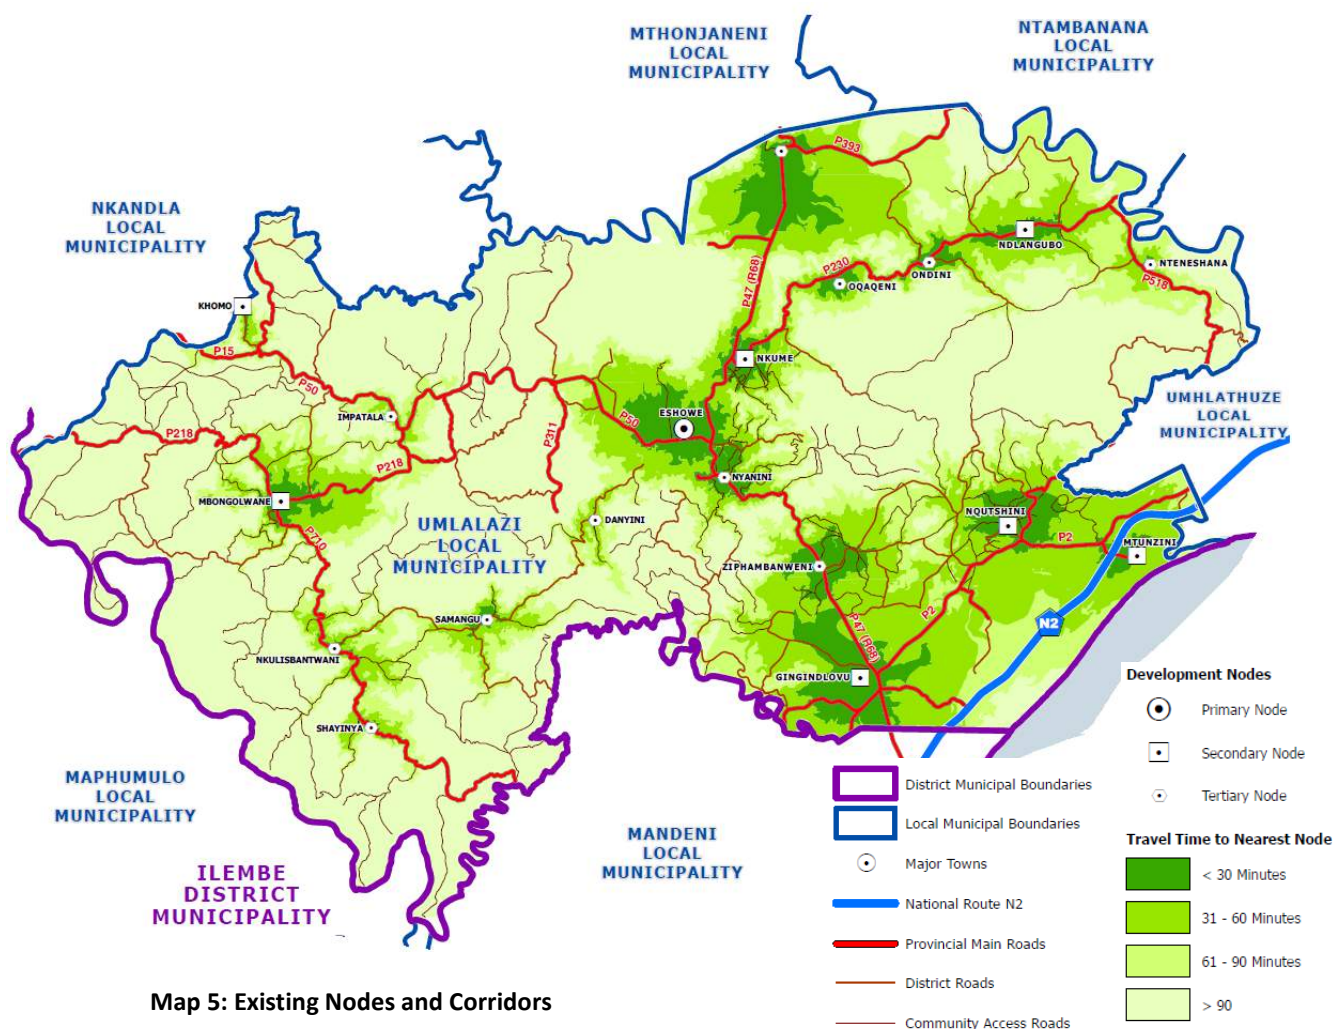 MTHONJANENI
LOCAL
MUNICIPALITY
NTAMBANANA
LOCAL
MUNICIPALITY
NKANDLA
LOCAL
MUNICIPALITY
P393
NDLANGUBO
NTENESHANA
ONDINI
P230
OQAQENI
P518
P47 (R68)
KHOMO
P15
P50
NKUME
IMPATALA
ESHOWE
P50
UMHLATHUZE
LOCAL
MUNICIPALITY
P218
P311
P218
NYANINI
MBONGOLWANE
NQUTSHINI
DANYINI
UMLALAZI
LOCAL
MUNICIPALITY
P710
P2
MTUNZINI
ZIPHAMBANWENI
SAMANGU
P47 (R68)
P2
N2
NKULISBANTWANI
GINGINDLOVU
SHAYINYA
MAPHUMULO
LOCAL
MUNICIPALITY
MANDENI
LOCAL
MUNICIPALITY
ILEMBE
DISTRICT
MUNICIPALITY
Development Nodes
Primary Node
Secondary Node
Tertiary Node
District Municipal Boundaries
Local Municipal Boundaries
Major Towns
National Route N2
Provincial Main Roads
District Roads
Community Access Roads
Travel Time to Nearest Node
< 30 Minutes
31 - 60 Minutes
61 - 90 Minutes
> 90
Map 5: Existing Nodes and Corridors